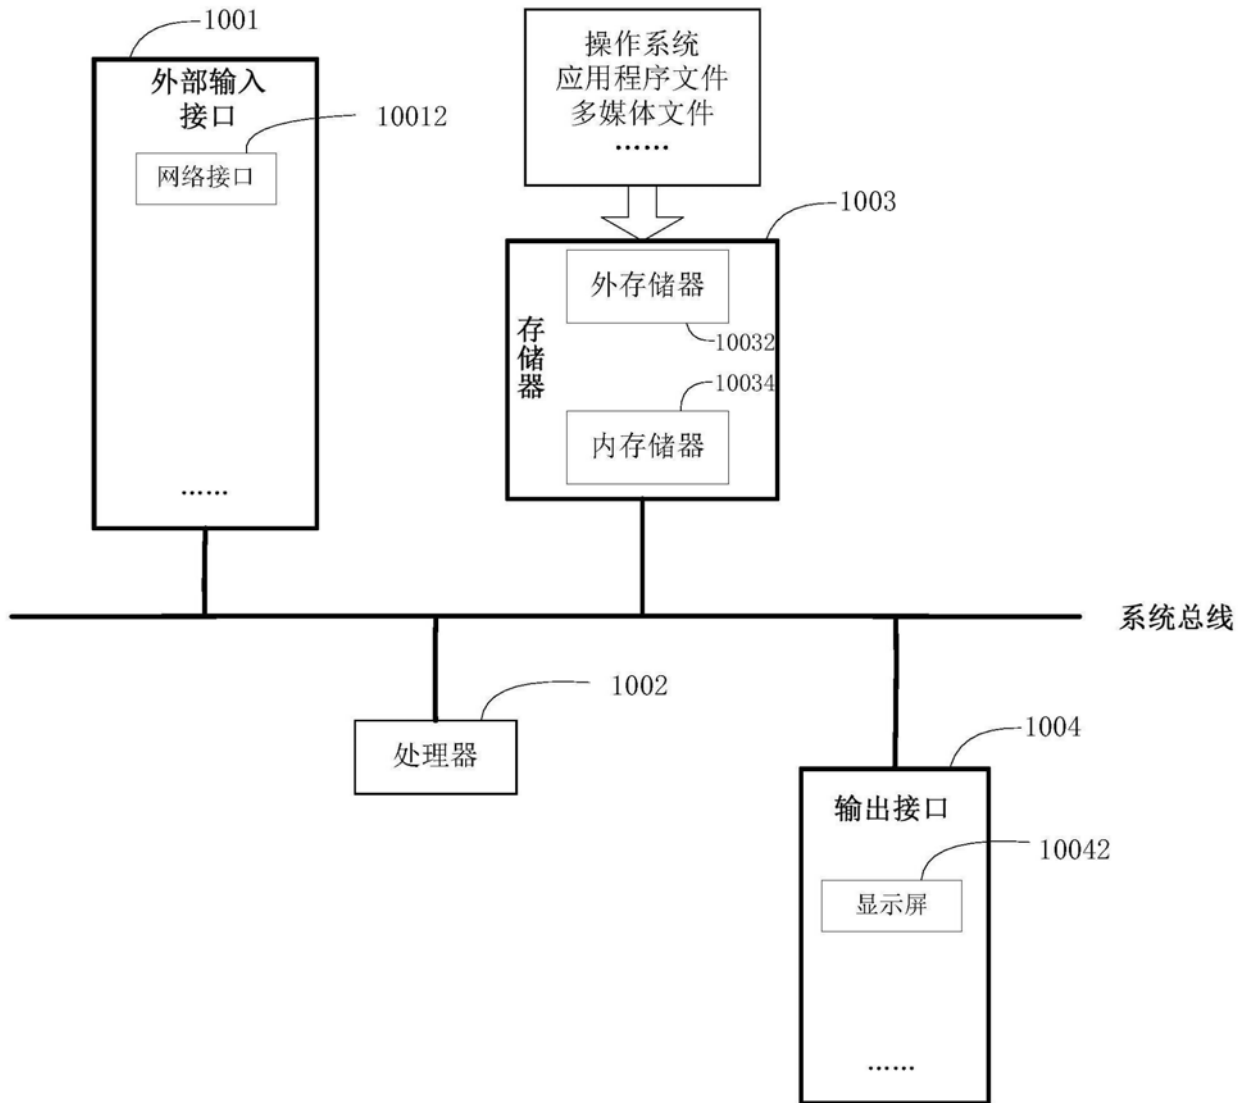 1001
外部输入
接口
10012
网络接口
……
操作系统
应用程序文件
多媒体文件
……
1003
外存储器
10032
存储器
10034
内存储器
系统总线
1002
处理器
1004
输出接口
10042
显示屏
……